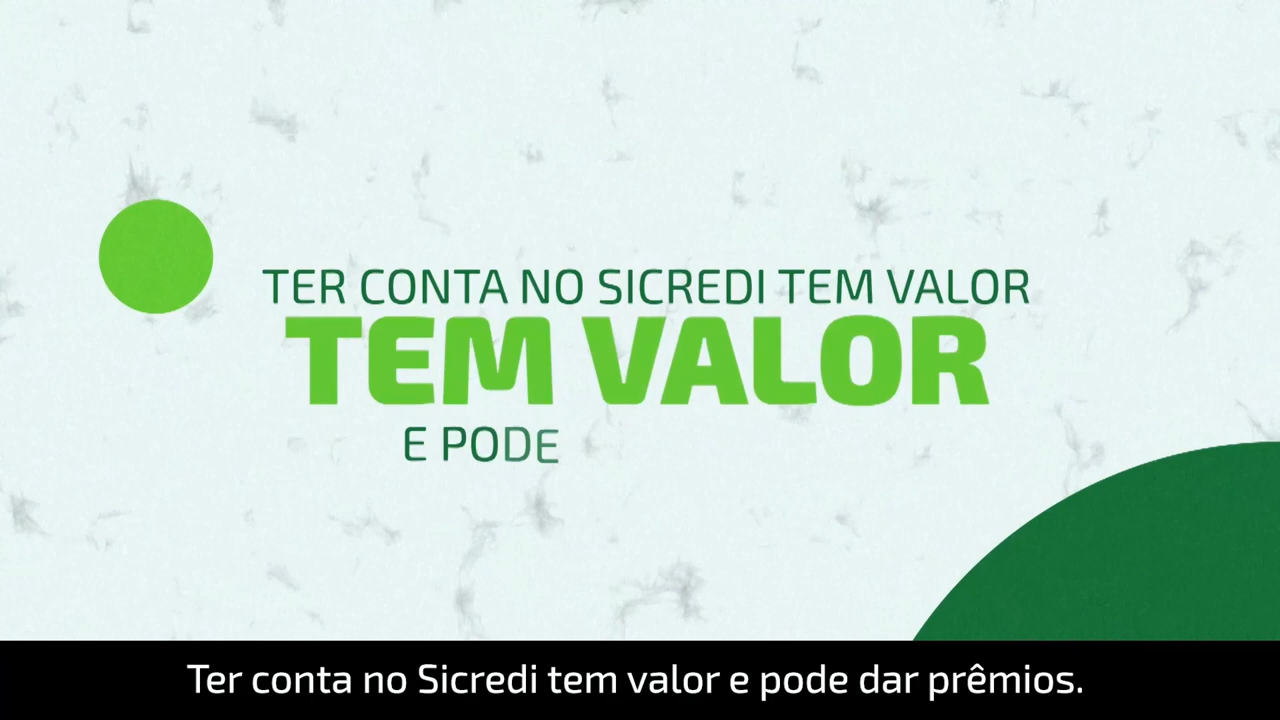 TER CONTA NO SICREDI TEM VALOR
TEM VALOR
E PODE
Ter conta no Sicredi tem valor e pode dar prêmios.